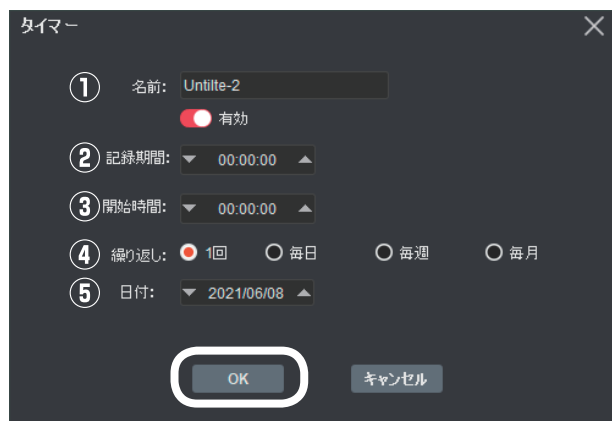 タイマー
① 名前: Untilte-2
有効
② 記録期間: 00:00:00
③ 開始時間: 00:00:00
④ 繰り返し: 1回 毎日 毎週 毎月
⑤ 日付: 2021/06/08
OK キャンセル